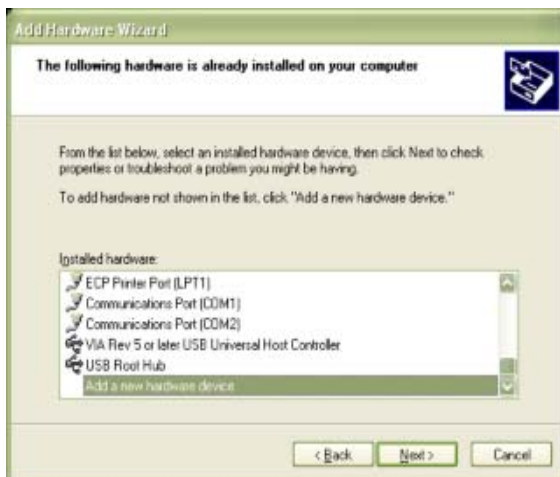 Add Hardware Wizard
The following hardware is already installed on your computer
From the list below, select an installed hardware device, then click Next to check
properties or troubleshoot a problem you might be having.
To add hardware not shown in the list, click "Add a new hardware device."
Installed hardware:
ECP Printer Port (LPT1)
Communications Port (COM1)
Communications Port (COM2)
VIA Rev 5 or later USB Universal Host Controller
USB Root Hub
Add a new hardware device
< Back Next > Cancel